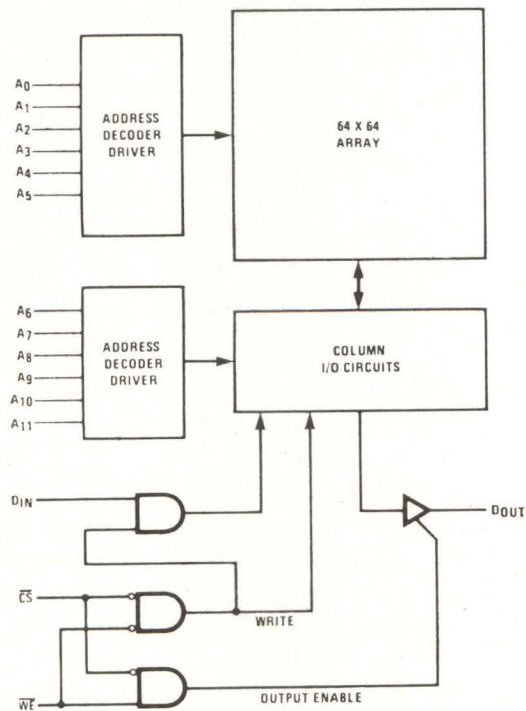 A0
A1
A2
A3
A4
A5
ADDRESS
DECODER
DRIVER
64 X 64
ARRAY
A6
A7
A8
A9
A10
A11
ADDRESS
DECODER
DRIVER
COLUMN
I/O CIRCUITS
DIN
DOUT
CS
WRITE
WE
OUTPUT ENABLE